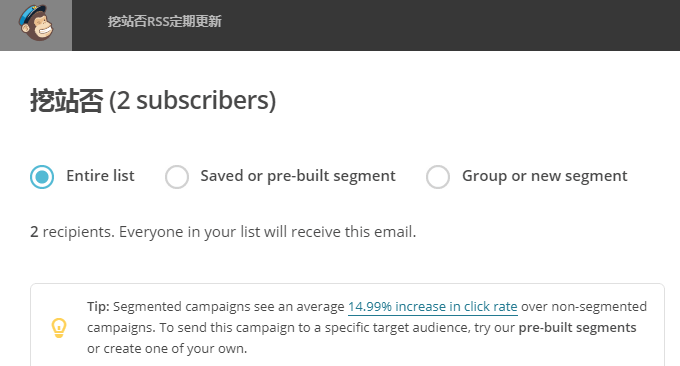 挖站否RSS定期更新
挖站否 (2 subscribers)
Entire list
Saved or pre-built segment
Group or new segment
2 recipients. Everyone in your list will receive this email.
Tip: Segmented campaigns see an average 14.99% increase in click rate over non-segmented
campaigns. To send this campaign to a specific target audience, try our pre-built segments
or create one of your own.